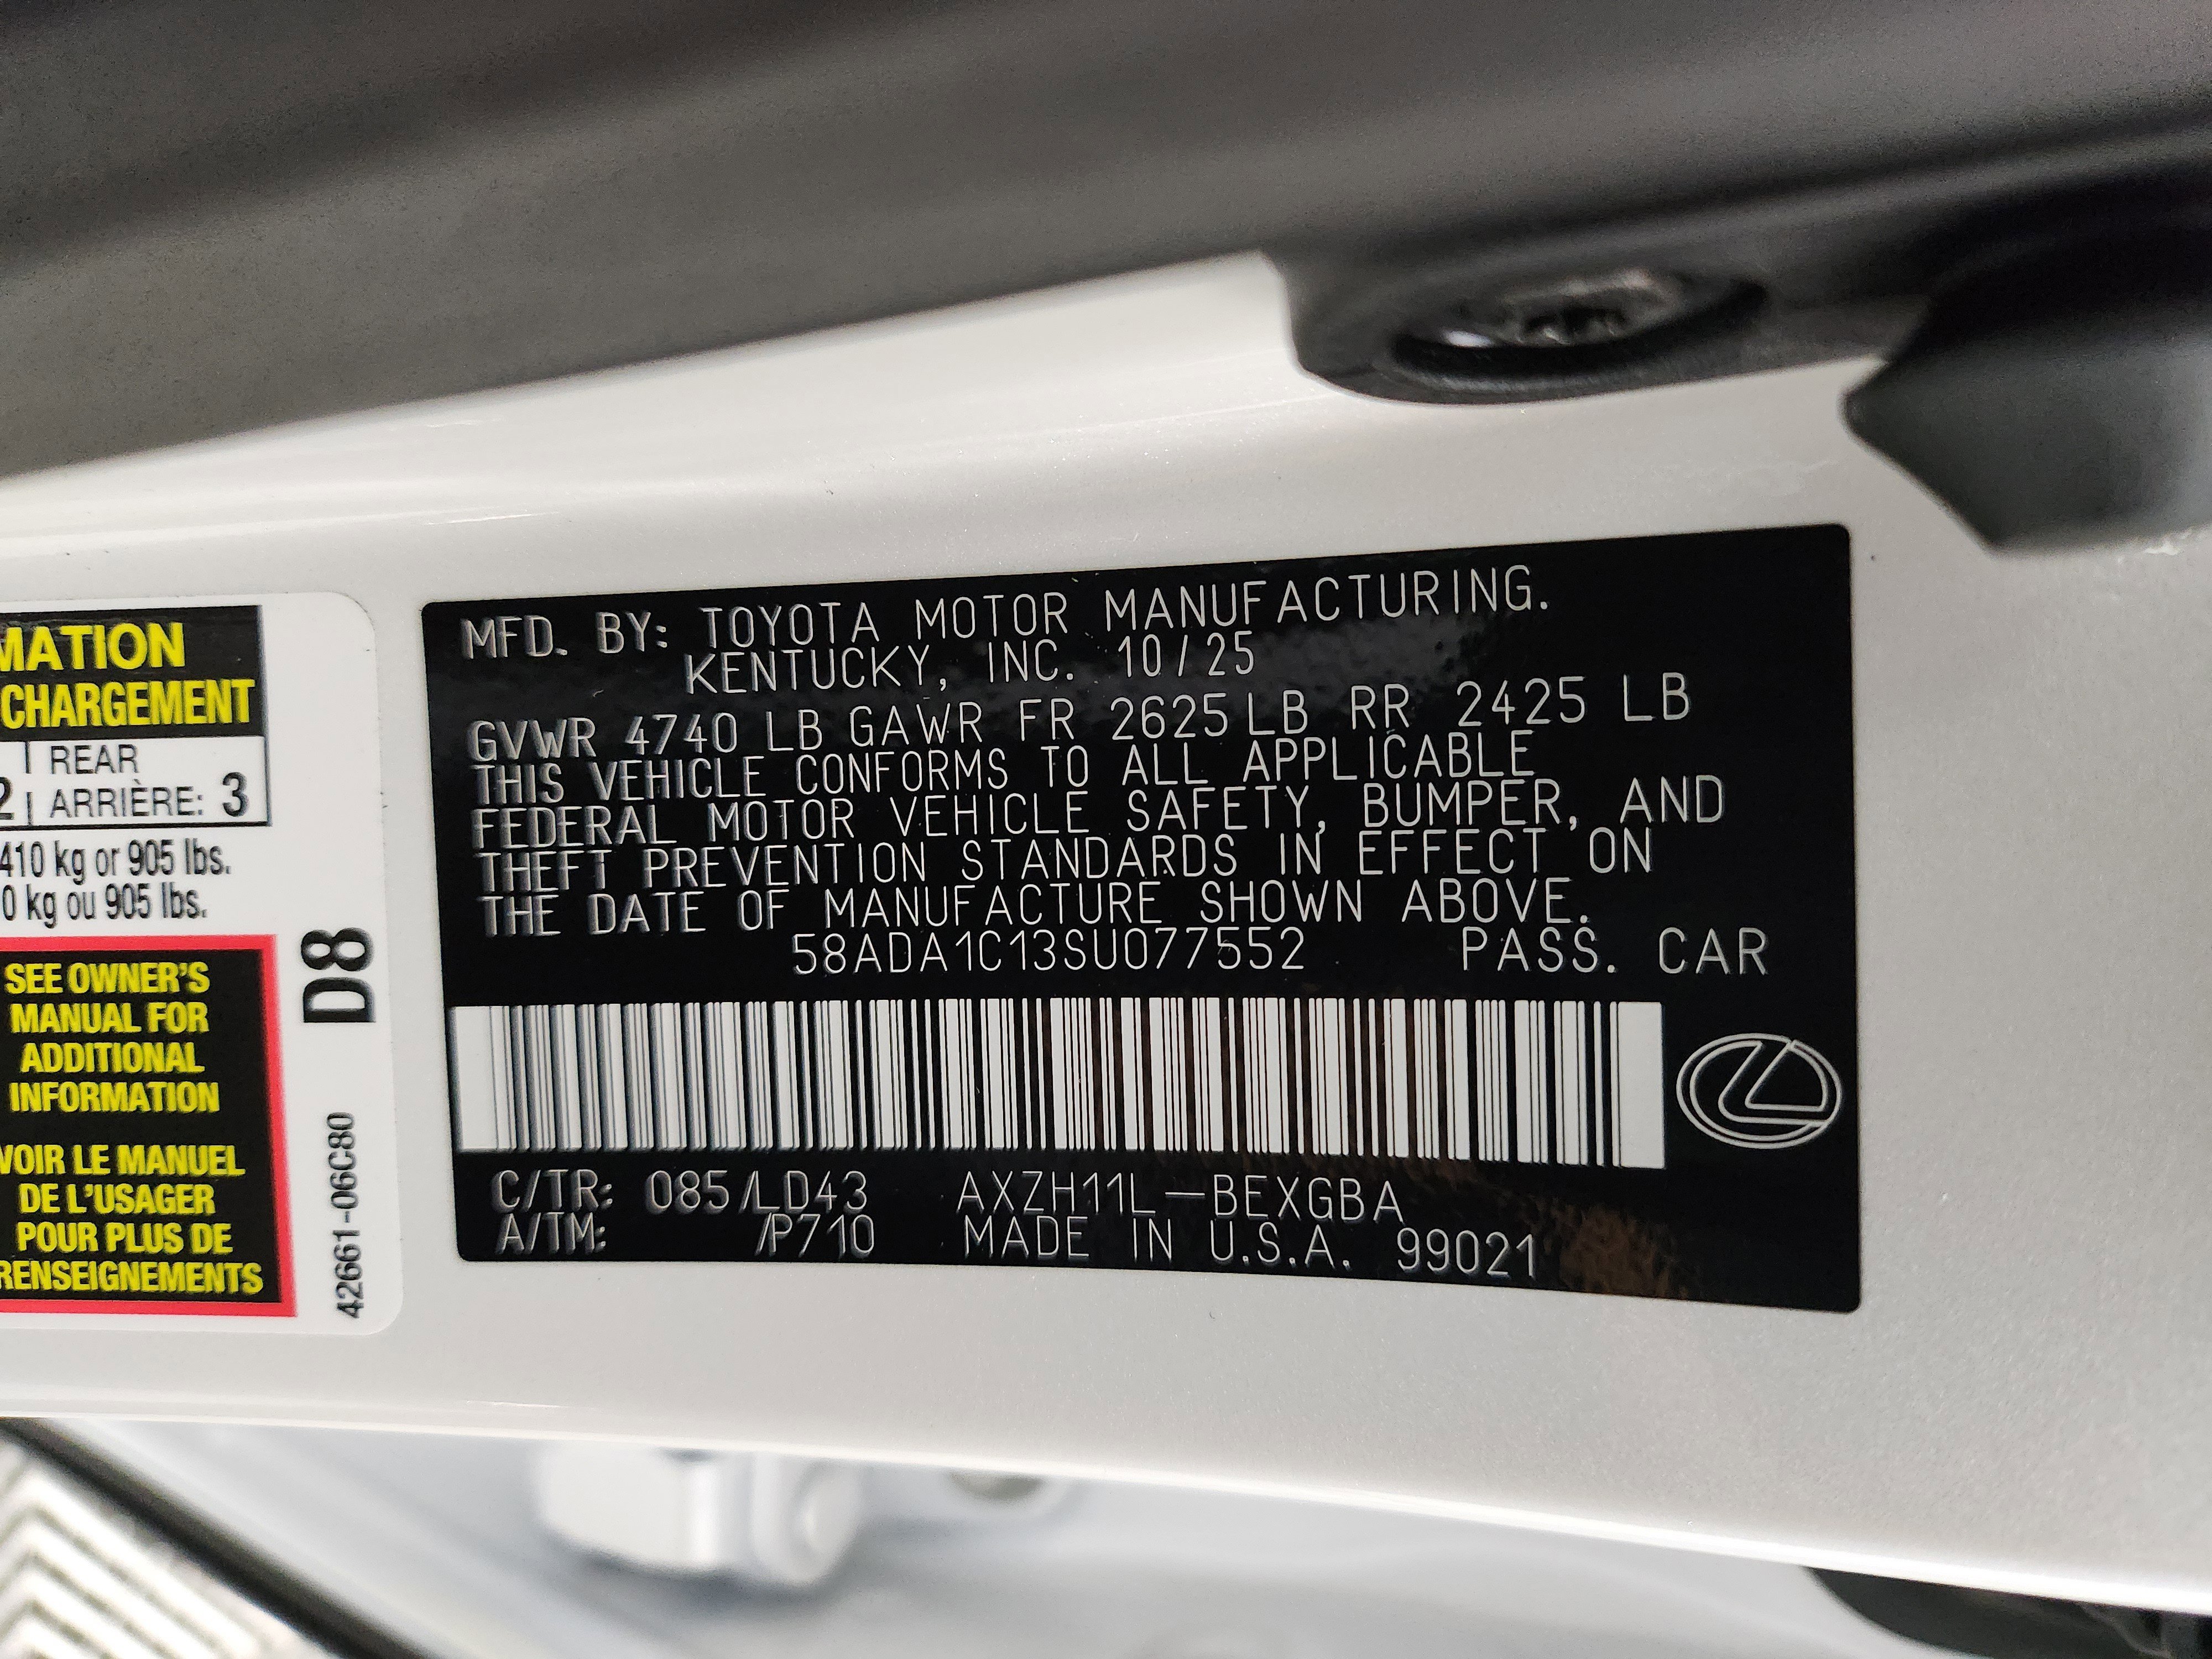 MATION
CHARGEMENT
REAR
2 ARRIÈRE: 3
410 kg or 905 lbs.
0 kg ou 905 lbs.
SEE OWNER'S
MANUAL FOR
ADDITIONAL
INFORMATION
VOIR LE MANUEL
DE L'USAGER
POUR PLUS DE
RENSEIGNEMENTS
D8
42661-06C80
MFD. BY: TOYOTA MOTOR MANUFACTURING.
KENTUCKY, INC. 10/25
GVWR 4740 LB GAWR FR 2625 LB RR 2425 LB
THIS VEHICLE CONFORMS TO ALL APPLICABLE
FEDERAL MOTOR VEHICLE SAFETY, BUMPER, AND
THEFT PREVENTION STANDARDS IN EFFECT ON
THE DATE OF MANUFACTURE SHOWN ABOVE.
58ADA1C13SU077552 PASS. CAR
C/TR: 085/LD43 AXZH11L-BEXGBA
A/TM: /P710 MADE IN U.S.A. 99021